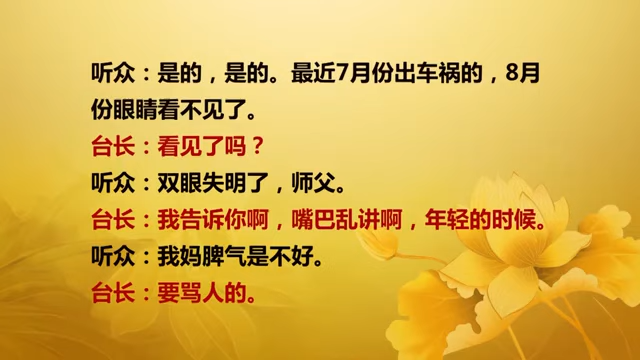 听众：是的，是的。最近7月份出车祸的，8月
份眼睛看不见了。
台长：看见了吗？
听众：双眼失明了，师父。
台长：我告诉你啊，嘴巴乱讲啊，年轻的时候。
听众：我妈脾气是不好。
台长：要骂人的。